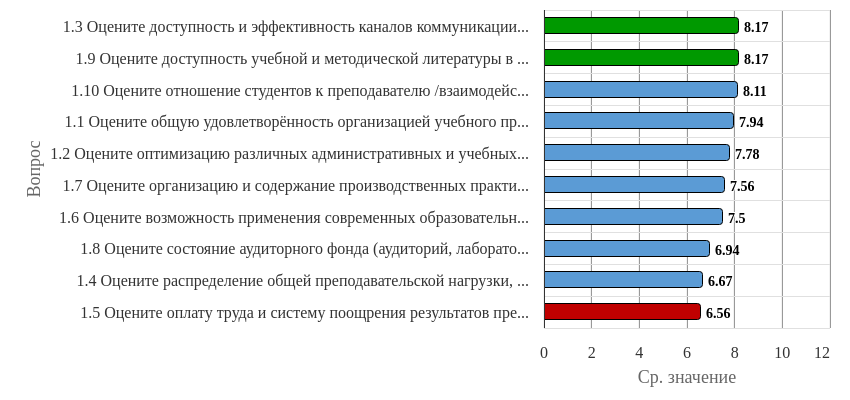 1.3 Оцените доступность и эффективность каналов коммуникации... 8.17
1.9 Оцените доступность учебной и методической литературы в ... 8.17
1.10 Оцените отношение студентов к преподавателю /взаимодейс... 8.11
1.1 Оцените общую удовлетворённость организацией учебного пр... 7.94
1.2 Оцените оптимизацию различных административных и учебных... 7.78
1.7 Оцените организацию и содержание производственных практи... 7.56
1.6 Оцените возможность применения современных образовательн... 7.5
1.8 Оцените состояние аудиторного фонда (аудиторий, лаборато... 6.94
1.4 Оцените распределение общей преподавательской нагрузки, ... 6.67
1.5 Оцените оплату труда и систему поощрения результатов пре... 6.56
Вопрос
0 2 4 6 8 10 12
Ср. значение